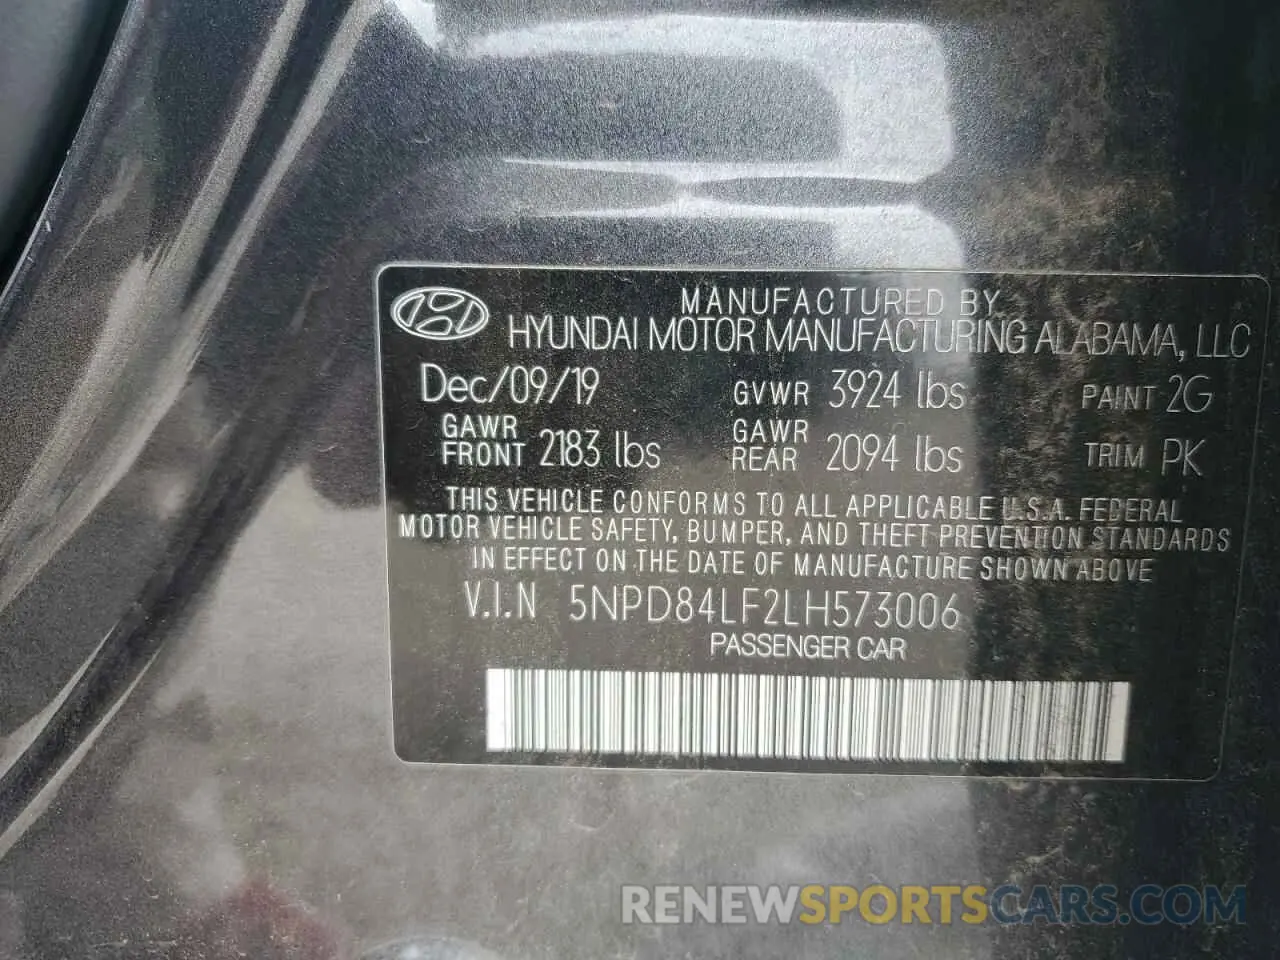 MANUFACTURED BY
HYUNDAI MOTOR MANUFACTURING ALABAMA, LLC
Dec/09/19 GVWR 3924 lbs PAINT 2G
GAWR FRONT 2183 lbs GAWR REAR 2094 lbs TRIM PK
THIS VEHICLE CONFORMS TO ALL APPLICABLE U.S.A. FEDERAL
MOTOR VEHICLE SAFETY, BUMPER, AND THEFT PREVENTION STANDARDS
IN EFFECT ON THE DATE OF MANUFACTURE SHOWN ABOVE
V.I.N 5NPD84LF2LH573006
PASSENGER CAR
RENEWSPORTSCARS.COM